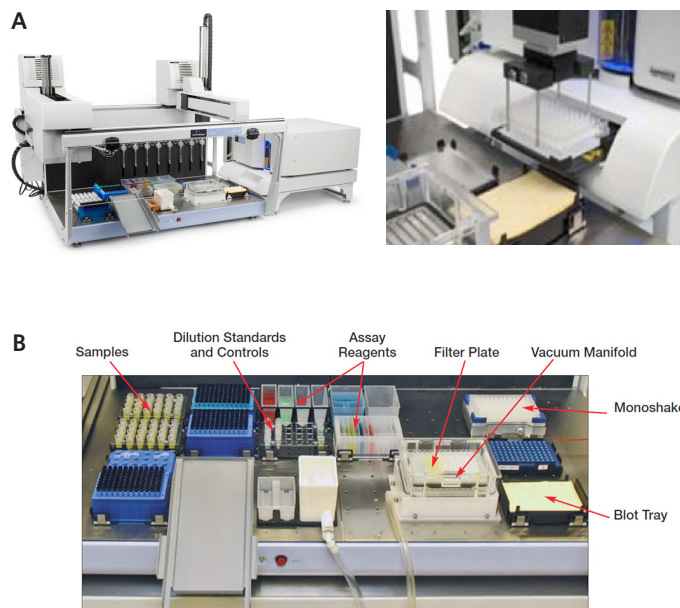 A
B
Samples
Dilution Standards
and Controls
Assay
Reagents
Filter Plate
Vacuum Manifold
Monoshake
Blot Tray